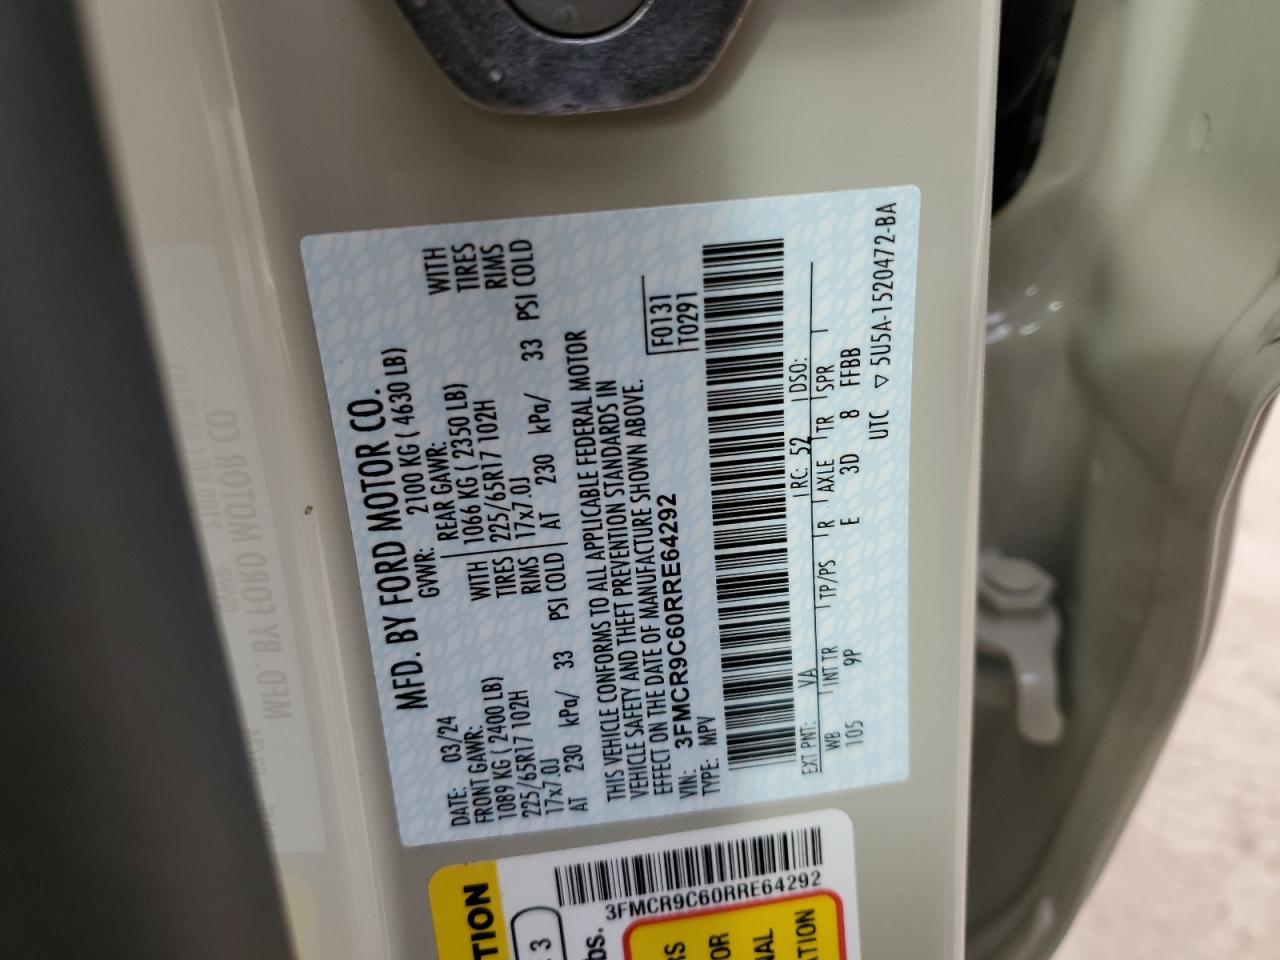 MFD. BY FORD MOTOR CO.
DATE: 03/24 GVWR: 2100 KG ( 4630 LB)
FRONT GAWR: REAR GAWR:
1089 KG ( 2400 LB) WITH 1066 KG ( 2350 LB) WITH
225/65R17 102H TIRES 225/65R17 102H TIRES
17x7.0J RIMS 17x7.0J RIMS
AT 230 kPa/ 33 PSI COLD AT 230 kPa/ 33 PSI COLD
THIS VEHICLE CONFORMS TO ALL APPLICABLE FEDERAL MOTOR
VEHICLE SAFETY AND THEFT PREVENTION STANDARDS IN
EFFECT ON THE DATE OF MANUFACTURE SHOWN ABOVE.
VIN: 3FMCR9C60RRE64292 F0131
TYPE: MPV T0291
EXT PNT: VA RC: 52 DSO:
WB INT TR TP/PS R AXLE TR SPR
105 9P E 3D 8 FFBB
UTC ▽ 5U5A-1520472-BA
3FMCR9C60RRE64292